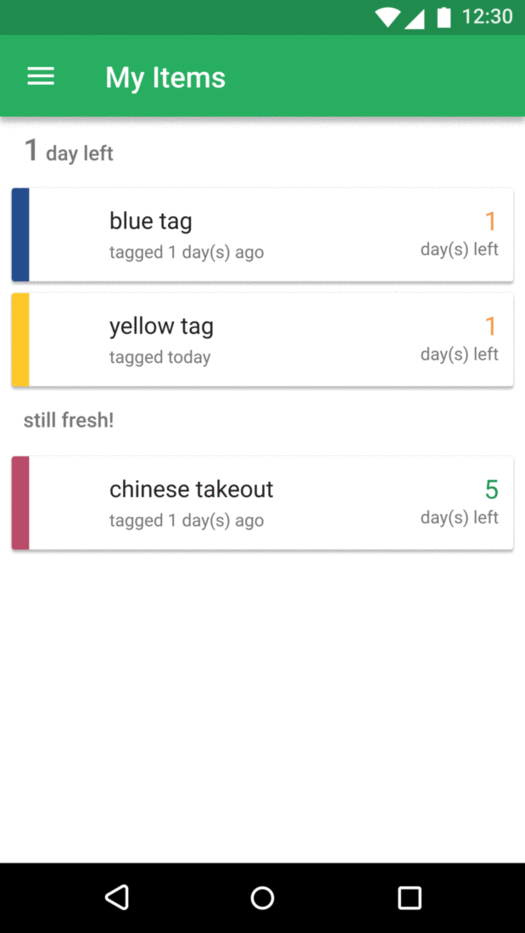 12:30
My Items
1 day left
blue tag
1
tagged 1 day(s) ago
day(s) left
yellow tag
1
tagged today
day(s) left
still fresh!
chinese takeout
5
tagged 1 day(s) ago
day(s) left